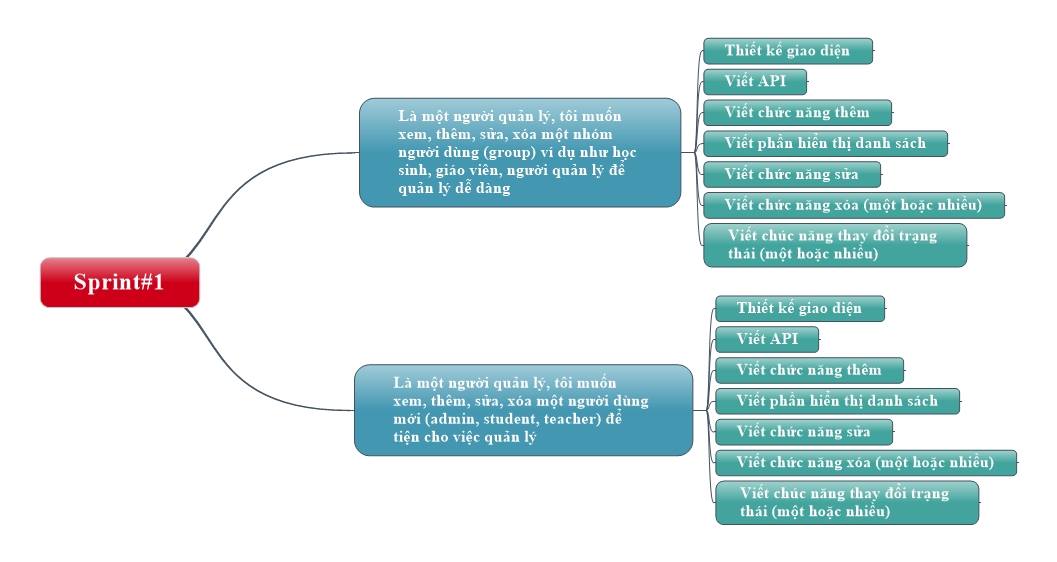 Sprint#1
Là một người quản lý, tôi muốn
xem, thêm, sửa, xóa một nhóm
người dùng (group) ví dụ như học
sinh, giáo viên, người quản lý để
quản lý dễ dàng
Thiết kế giao diện
Viết API
Viết chức năng thêm
Viết phần hiển thị danh sách
Viết chức năng sửa
Viết chức năng xóa (một hoặc nhiều)
Viết chúc năng thay đổi trạng
thái (một hoặc nhiều)
Là một người quản lý, tôi muốn
xem, thêm, sửa, xóa một người dùng
mới (admin, student, teacher) để
tiện cho việc quản lý
Thiết kế giao diện
Viết API
Viết chức năng thêm
Viết phần hiển thị danh sách
Viết chức năng sửa
Viết chức năng xóa (một hoặc nhiều)
Viết chúc năng thay đổi trạng
thái (một hoặc nhiều)